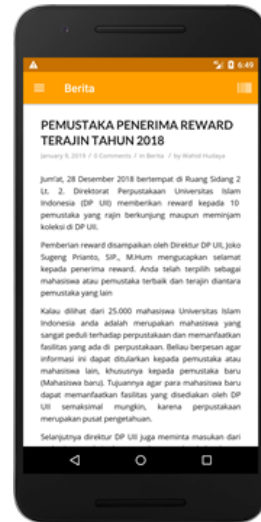 6:49
Berita
PEMUSTAKA PENERIMA REWARD
TERAJIN TAHUN 2018
January 9, 2019 / 0 Comments / in Berita / by Wahid Hudaya
Jum'at, 28 Desember 2018 bertempat di Ruang Sidang 2
Lt. 2. Direktorat Perpustakaan Universitas Islam
Indonesia (DP UII) memberikan reward kepada 10
pemustaka yang rajin berkunjung maupun meminjam
koleksi di DP UII.
Pemberian reward disampaikan oleh Direktur DP UII, Joko
Sugeng Prianto, SIP., M.Hum mengucapkan selamat
kepada penerima reward. Anda telah terpilih sebagai
mahasiswa atau pemustaka terbaik dan terajin diantara
pemustaka yang lain
Kalau dilihat dari 25.000 mahasiswa Universitas Islam
Indonesia anda adalah merupakan mahasiswa yang
sangat peduli terhadap perpustakaan dan memanfaatkan
fasilitas yang ada di perpustakaan. Beliau berpesan agar
informasi ini dapat ditularkan kepada pemustaka atau
mahasiswa lain, khususnya kepada pemustaka baru
(Mahasiswa baru). Tujuannya agar para mahasiswa baru
dapat memanfaatkan fasilitas yang disediakan oleh DP
UII semaksimal mungkin, karena perpustakaan
merupakan pusat pengetahuan.
Selanjutnya direktur DP UII juga meminta masukan dari